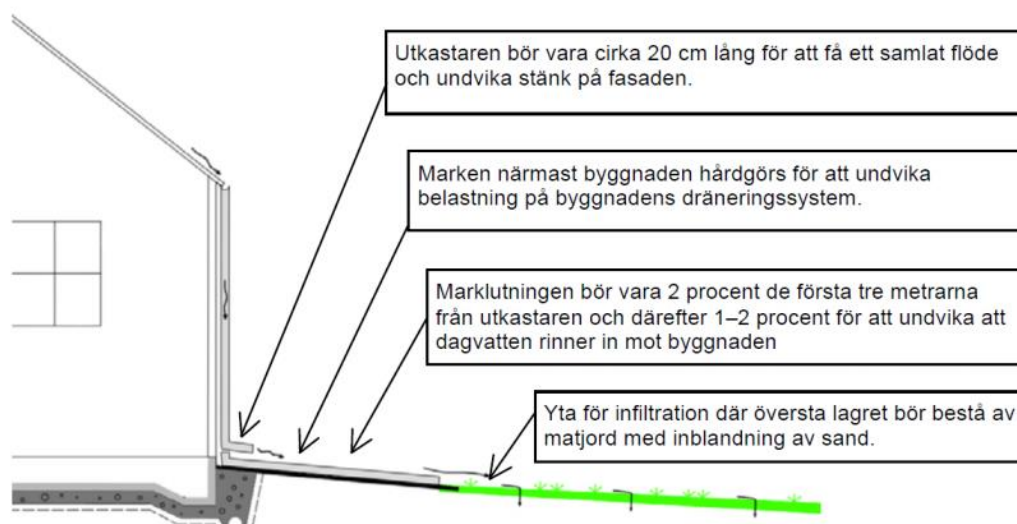 Utkastaren bör vara cirka 20 cm lång för att få ett samlat flöde
och undvika stänk på fasaden.
Marken närmast byggnaden hårdgörs för att undvika
belastning på byggnadens dräneringssystem.
Marklutningen bör vara 2 procent de första tre metrarna
från utkastaren och därefter 1–2 procent för att undvika att
dagvatten rinner in mot byggnaden
Yta för infiltration där översta lagret bör bestå av
matjord med inblandning av sand.